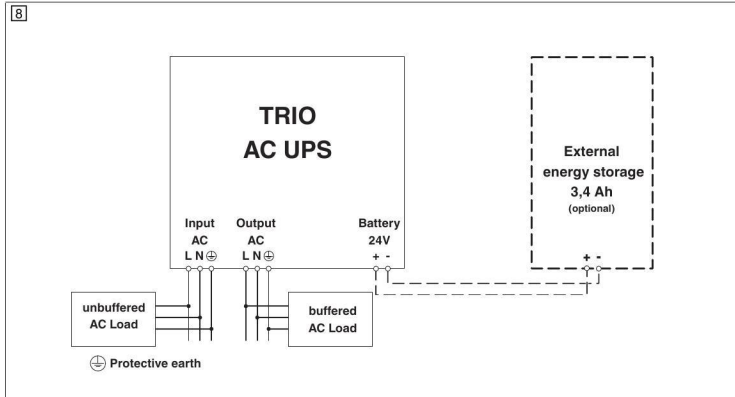 8
TRIO
AC UPS
External
energy storage
3,4 Ah
(optional)
+ -
Input
AC
L N
Output
AC
L N
Battery
24V
+ -
unbuffered
AC Load
buffered
AC Load
Protective earth